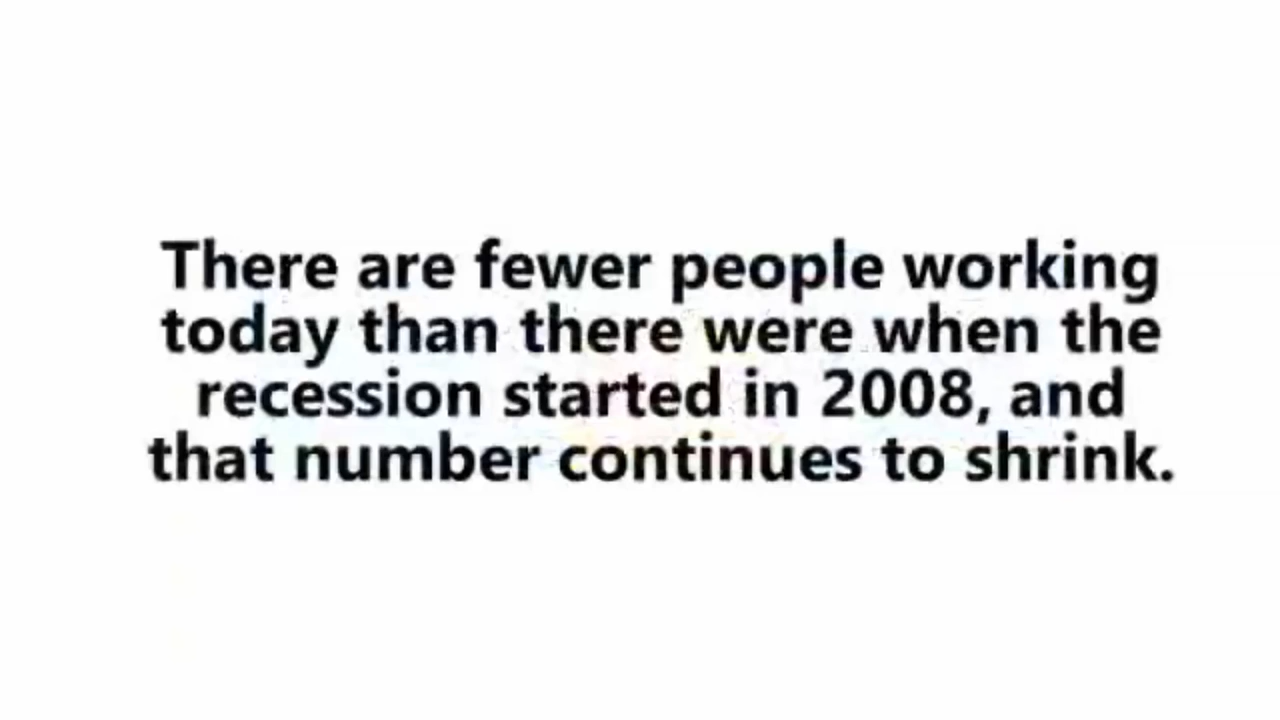 There are fewer people working
today than there were when the
recession started in 2008, and
that number continues to shrink.